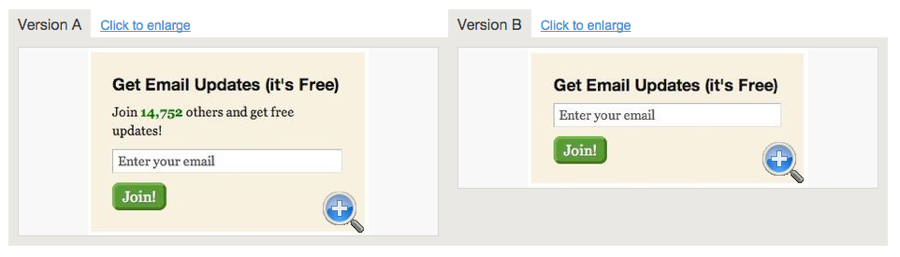 Version A
Click to enlarge
Get Email Updates (it's Free)
Join 14,752 others and get free
updates!
Enter your email
Join!
Version B
Click to enlarge
Get Email Updates (it's Free)
Enter your email
Join!